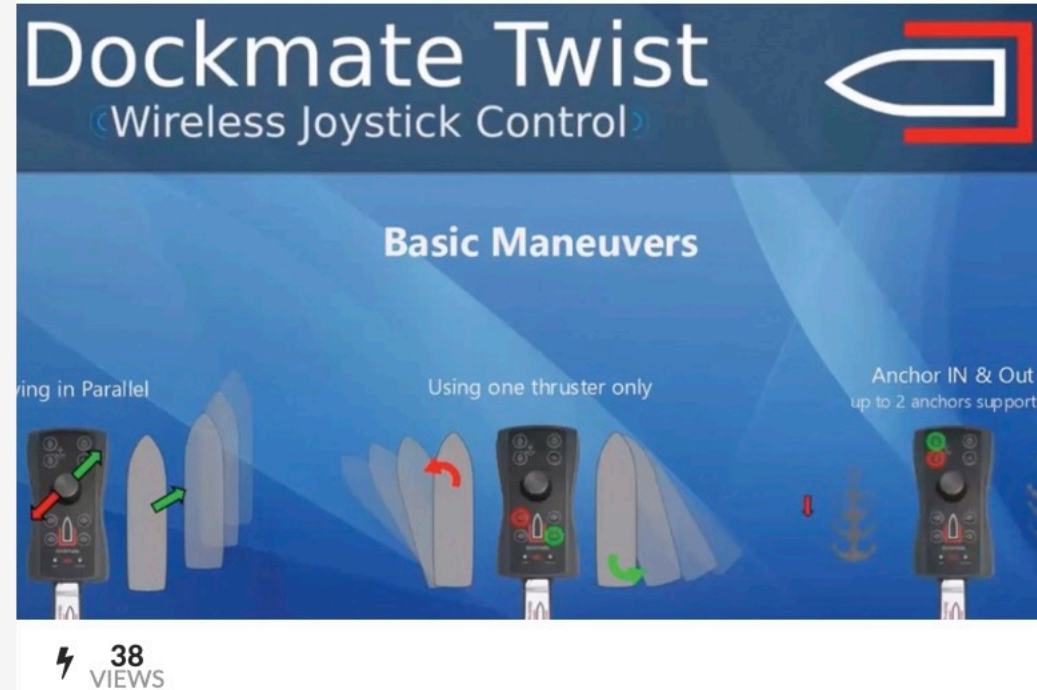 Dockmate Twist
Wireless Joystick Control
Basic Maneuvers
ving in Parallel
Using one thruster only
Anchor IN & Out
up to 2 anchors support
38
VIEWS